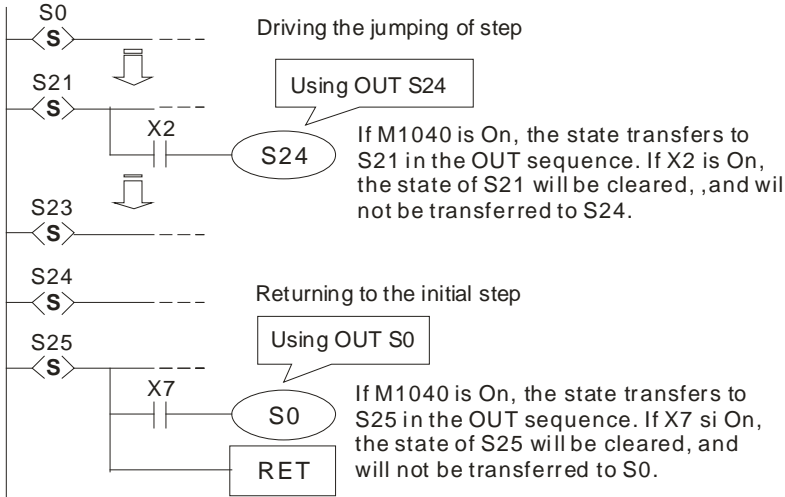 S0
S
Driving the jumping of step
S21
S
Using OUT S24
X2
S24
If M1040 is On, the state transfers to
S21 in the OUT sequence. If X2 is On,
the state of S21 will be cleared, ,and wil
not be transferred to S24.
S23
S
S24
S
Returning to the initial step
S25
S
Using OUT S0
X7
S0
If M1040 is On, the state transfers to
S25 in the OUT sequence. If X7 si On,
the state of S25 will be cleared, and
will not be transferred to S0.
RET